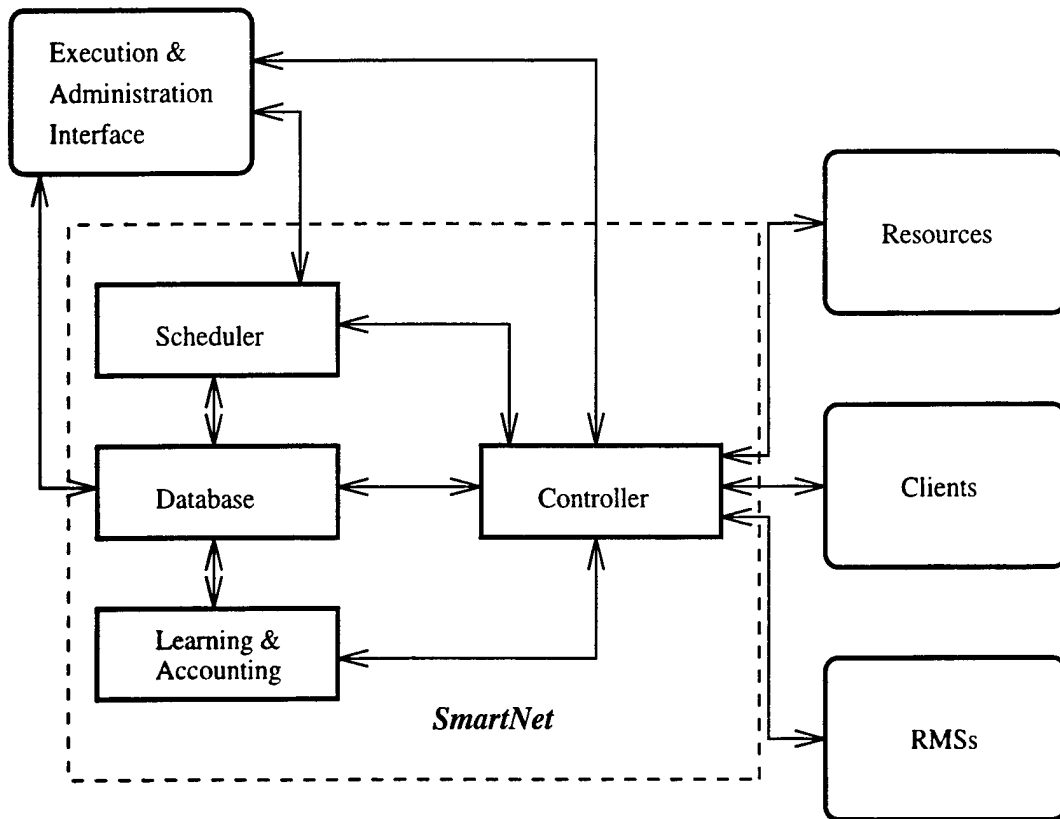 Execution &
Administration
Interface
Resources
Scheduler
Database
Controller
Clients
Learning &
Accounting
SmartNet
RMSs